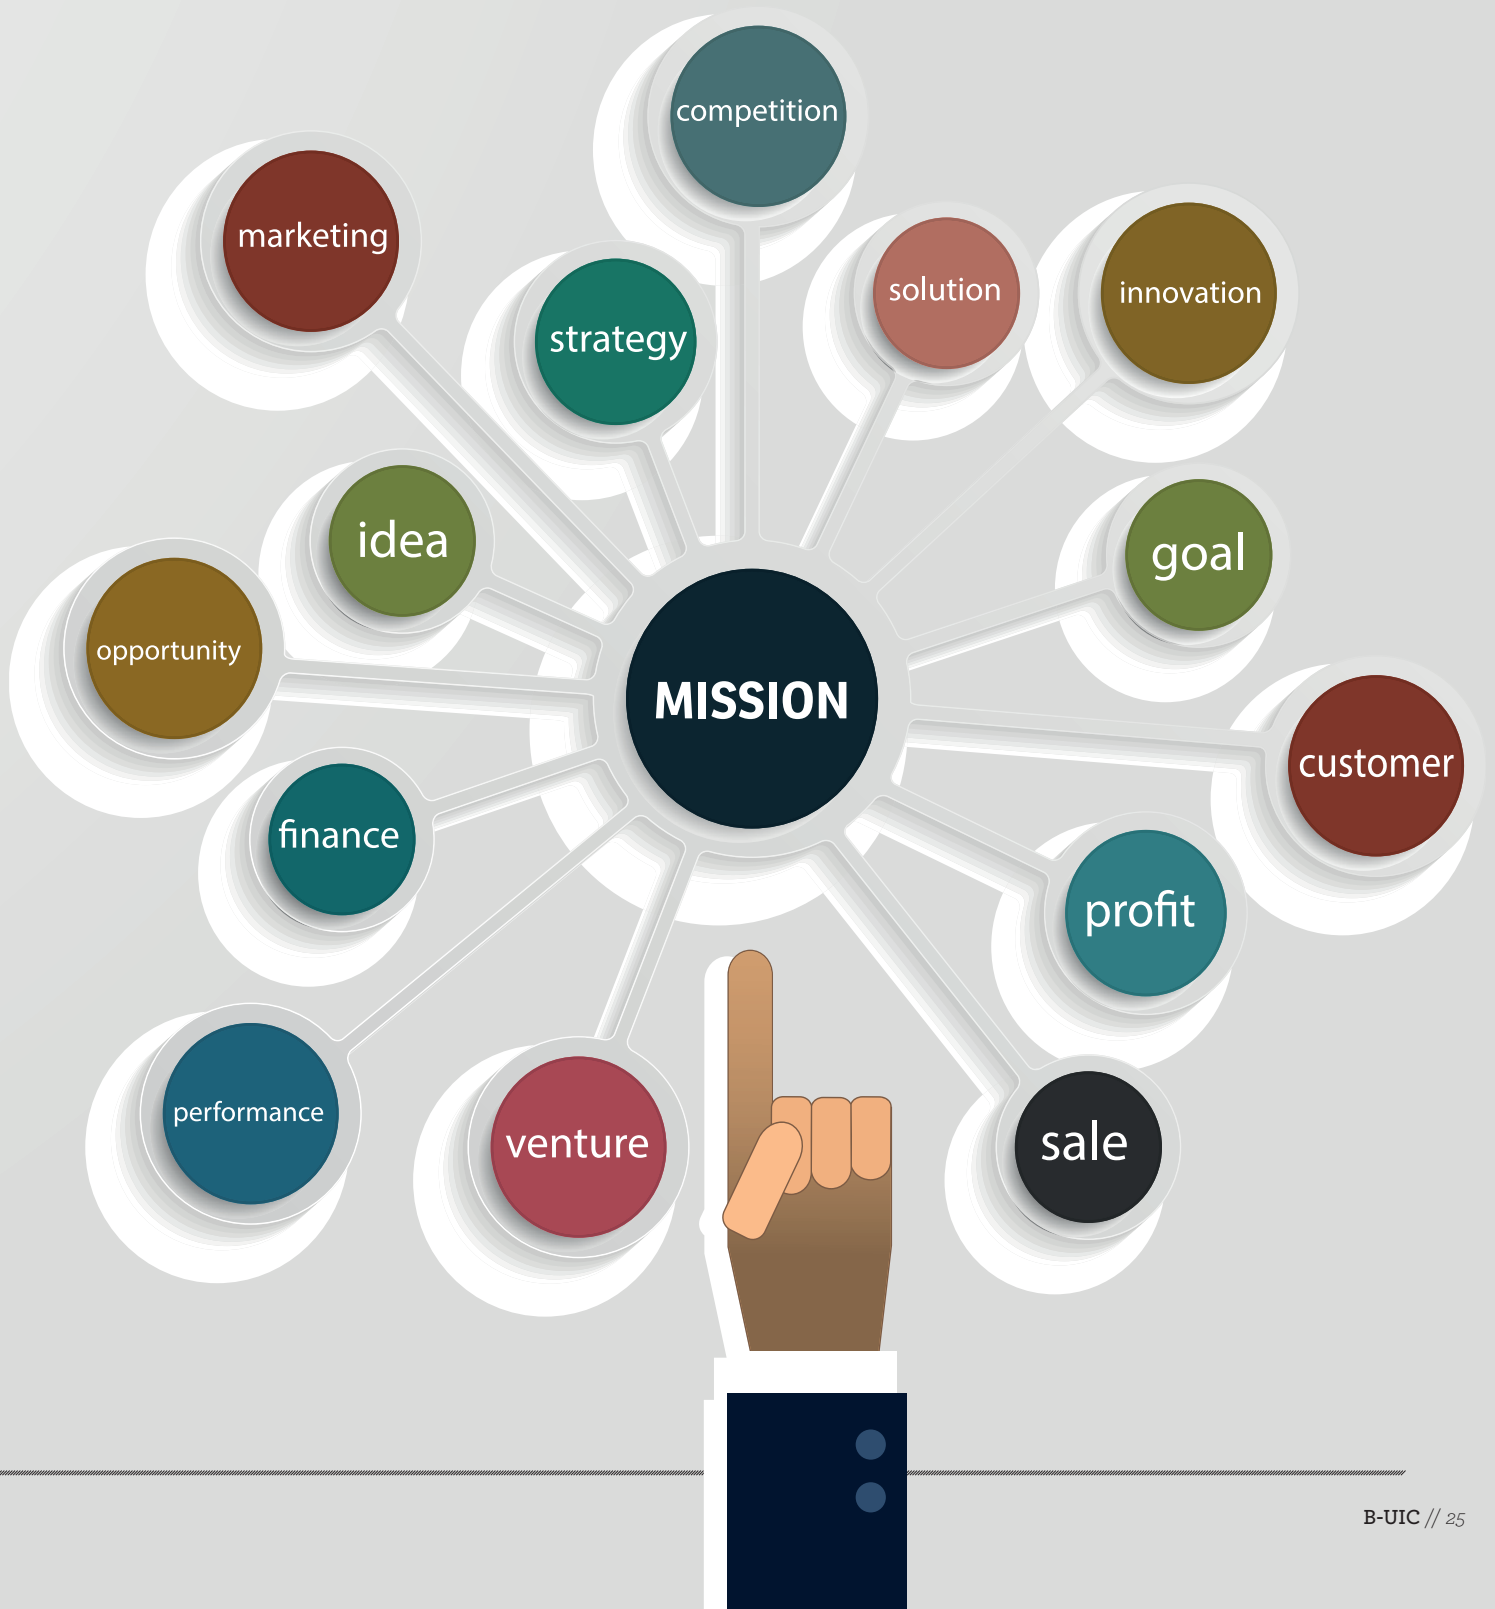 competition
marketing
solution
innovation
strategy
idea
goal
opportunity
MISSION
customer
finance
profit
performance
venture
sale
B-UIC // 25